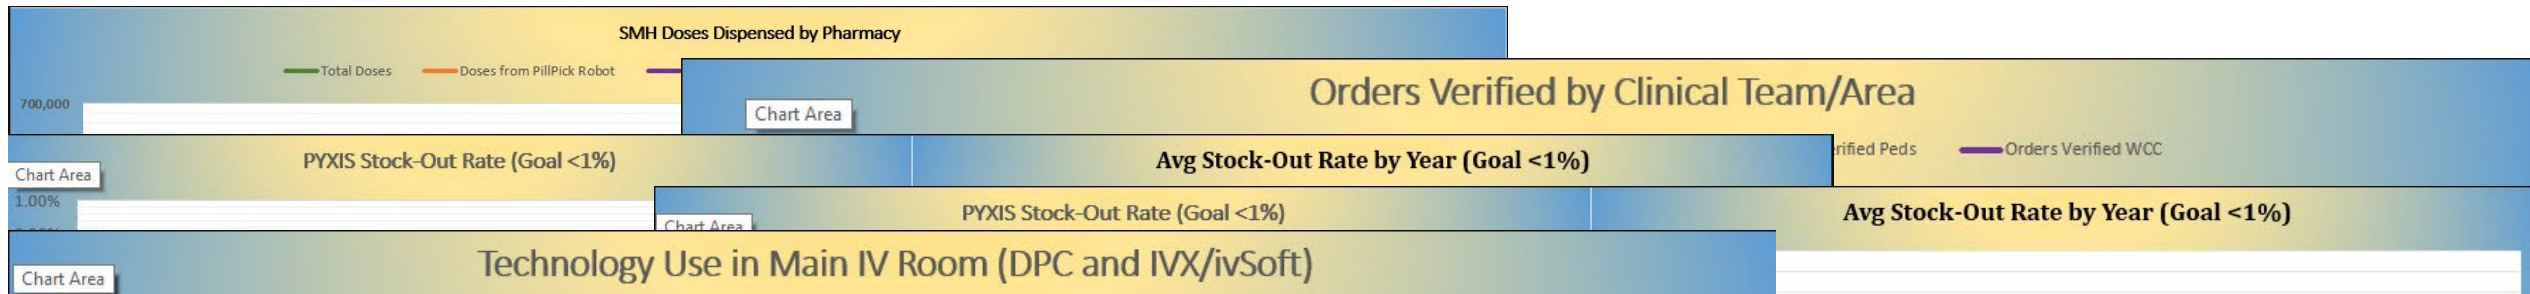 SMH Doses Dispensed by Pharmacy
Total Doses Doses from PillPick Robot
700,000
Orders Verified by Clinical Team/Area
Chart Area
Peds Orders Verified WCC
PYXIS Stock-Out Rate (Goal <1%)
Avg Stock-Out Rate by Year (Goal <1%)
Chart Area
1.00%
PYXIS Stock-Out Rate (Goal <1%)
Avg Stock-Out Rate by Year (Goal <1%)
Chart Area
Technology Use in Main IV Room (DPC and IVX/ivSoft)
Chart Area